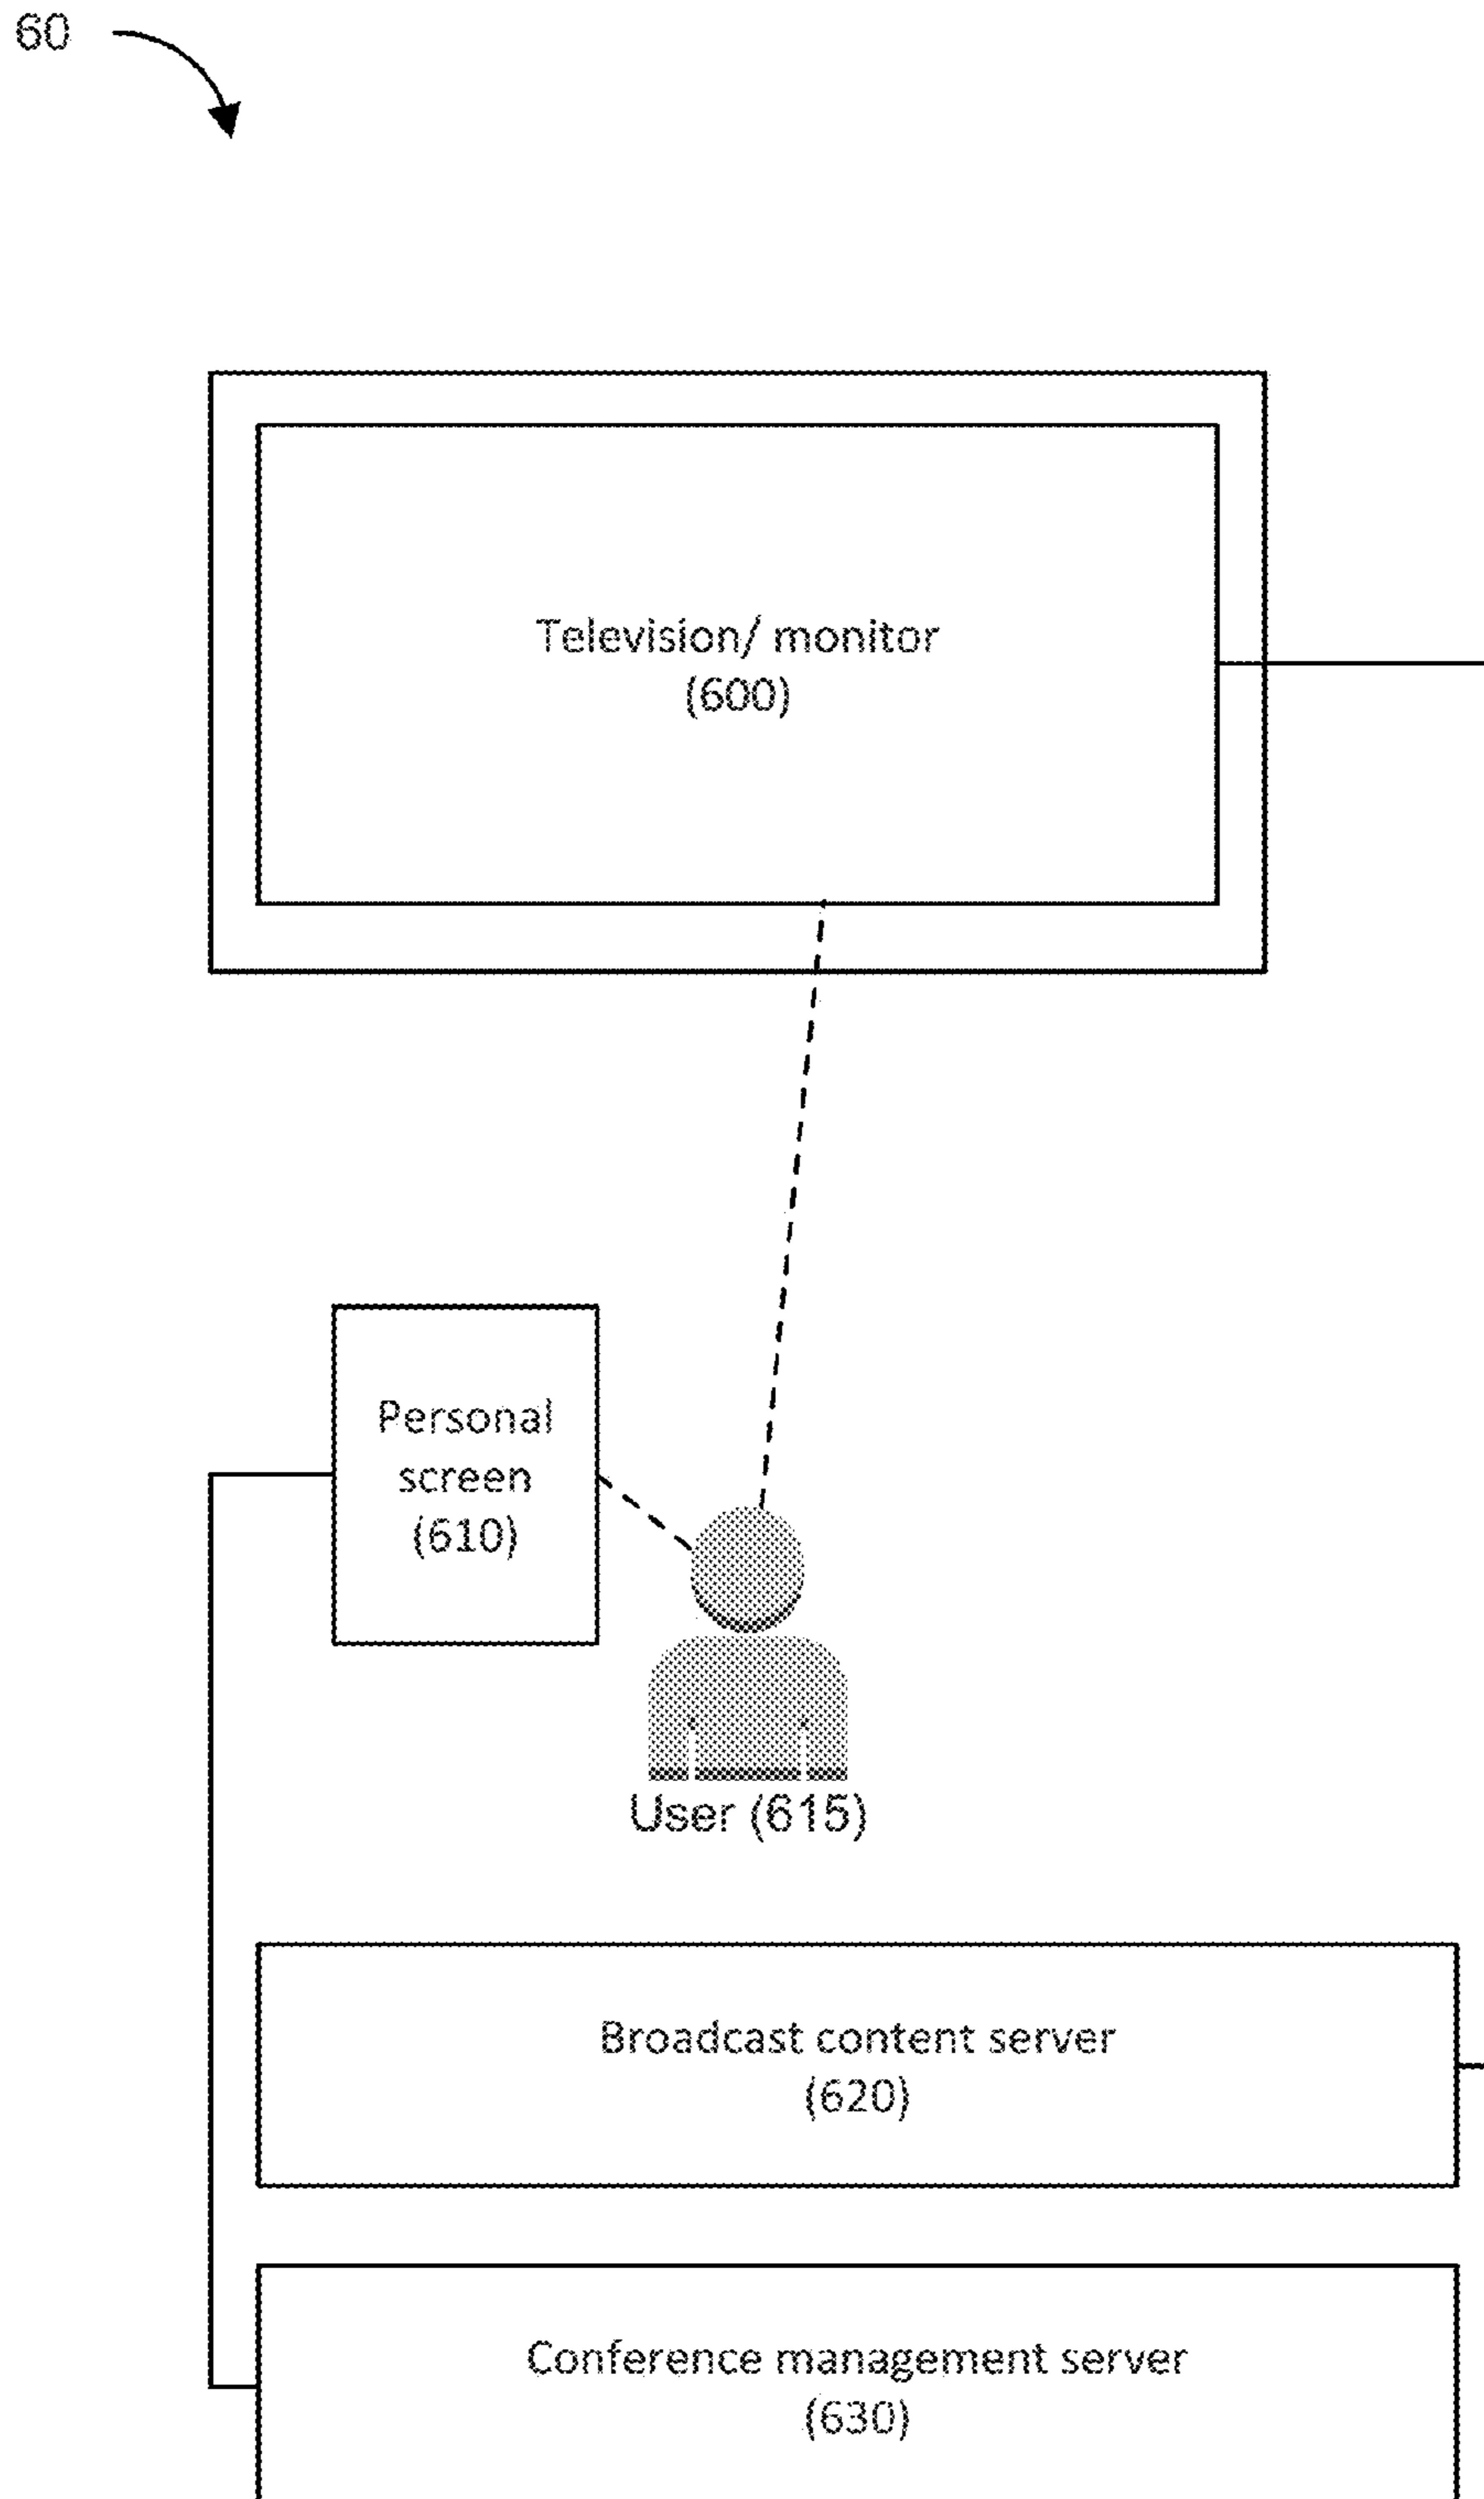 60
Television/ monitor
(600)
Personal
screen
(610)
User (615)
Broadcast content server
(620)
Conference management server
(630)